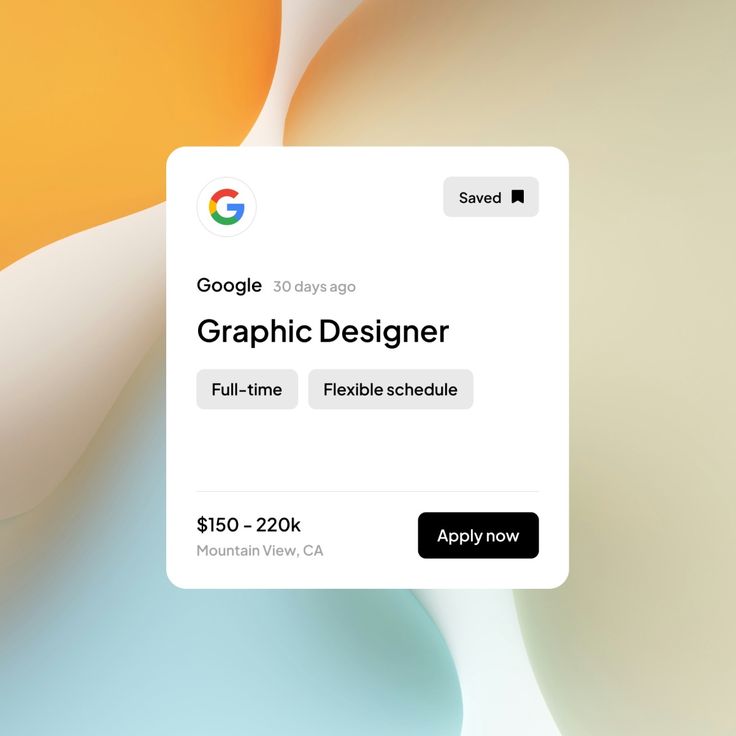 Saved
Google 30 days ago
Graphic Designer
Full-time Flexible schedule
$150 - 220k
Mountain View, CA
Apply now